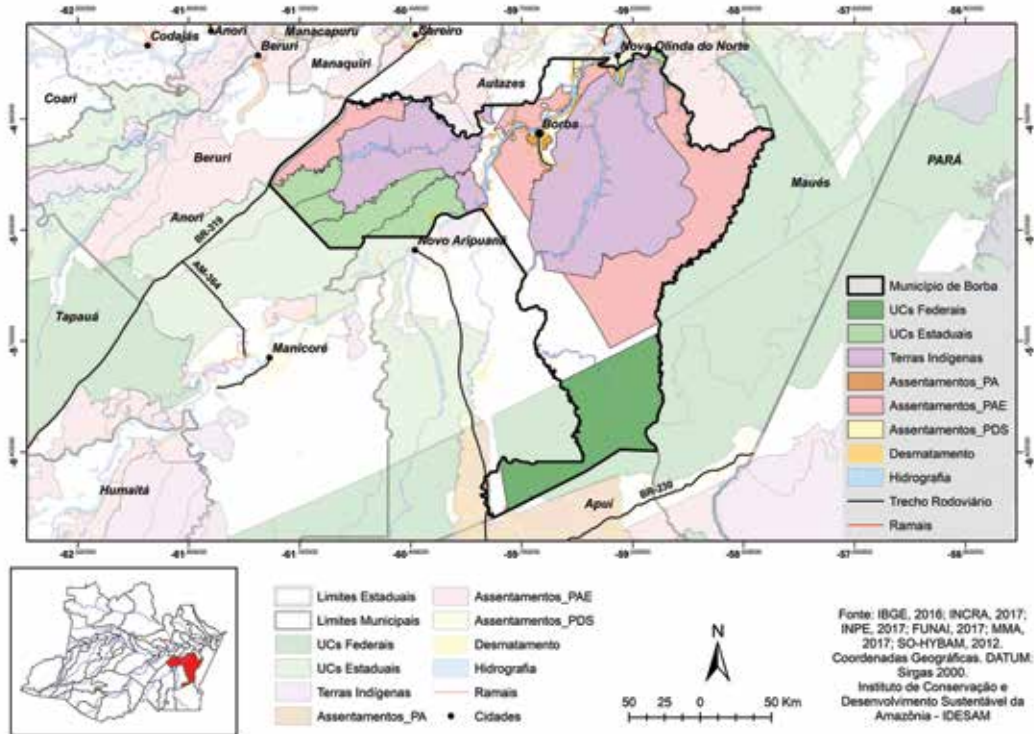 Codajás
Anori
Manacapuru
Careiro
Beruri
Manaquiri
Nova Olinda do Norte
Autazes
Coari
Borba
Beruri
PARÁ
Maués
Anori
BR-319
Novo Aripuanã
AM-364
Tapauá
Manicoré
Humaitá
Apuí
BR-230
Município de Borba
UCs Federais
UCs Estaduais
Terras Indígenas
Assentamentos_PA
Assentamentos_PAE
Assentamentos_PDS
Desmatamento
Hidrografia
Trecho Rodoviário
Ramais
Limites Estaduais
Limites Municipais
UCs Federais
UCs Estaduais
Terras Indígenas
Assentamentos_PA
Assentamentos_PAE
Assentamentos_PDS
Desmatamento
Hidrografia
Ramais
Cidades
N
50 25 0 50 Km
Fonte: IBGE, 2016; INCRA, 2017;
INPE, 2017; FUNAI, 2017; MMA,
2017; SO-HYBAM, 2012.
Coordenadas Geográficas. DATUM:
Sirgas 2000.
Instituto de Conservação e
Desenvolvimento Sustentável da
Amazônia - IDESAM